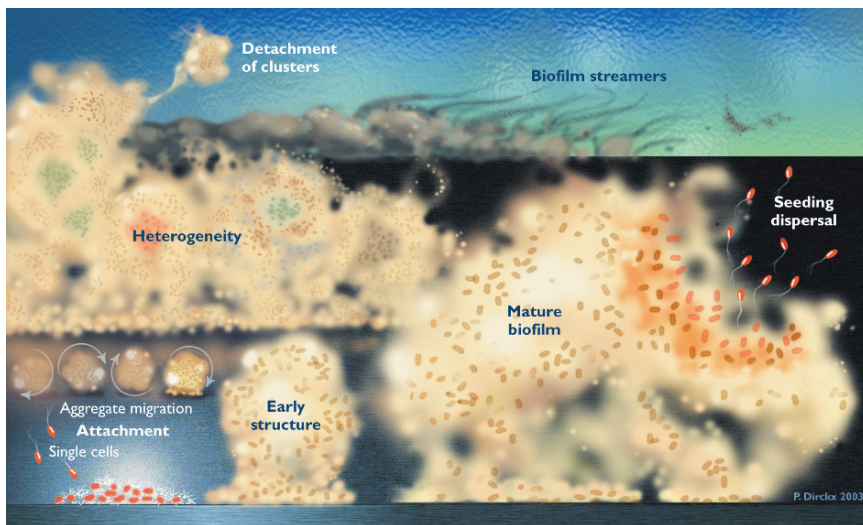 Detachment
of clusters
Biofilm streamers
Seeding
dispersal
Heterogeneity
Mature
biofilm
Aggregate migration
Attachment
Single cells
Early
structure
P. Dirckx 2003